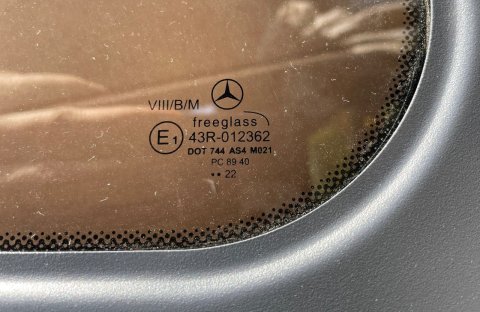 VIII/B/M
freeglass
E1 43R-012362
DOT 744 AS4 M021
PC 89 40
•• 22